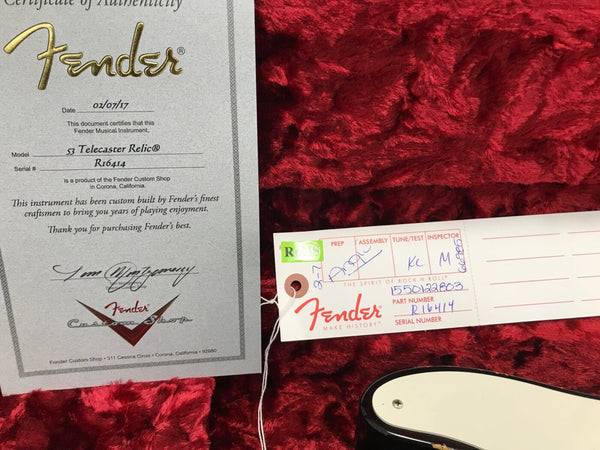 Certificate of Authenticity
Fender®
Date 02/07/17
This document certifies that this
Fender Musical Instrument,
Model 53 Telecaster Relic®
Serial # R16414
is a product of the Fender Custom Shop
in Corona, California.
This instrument has been custom built by Fender's finest
craftsmen to bring you years of playing enjoyment.
Thank you for purchasing Fender's best.
Fender
Custom Shop
Fender Custom Shop • 311 Cessna Circle • Corona, California • 92880
PREP ASSEMBLY TUNE/TEST INSPECTOR
2-7 KC M
THE SPIRIT OF ROCK-N-ROLL®
1550122803
PART NUMBER
R16414
SERIAL NUMBER
Fender
MAKE HISTORY™